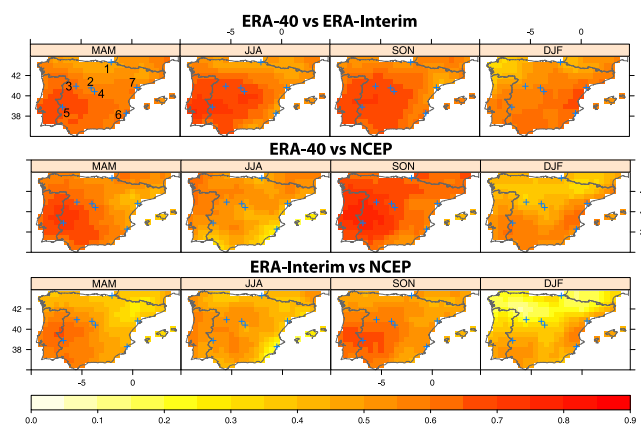 ERA-40 vs ERA-Interim
-5 0
MAM JJA SON DJF
42
40
38
1 2 3 4 5 6 7
ERA-40 vs NCEP
MAM JJA SON DJF
ERA-Interim vs NCEP
MAM JJA SON DJF
42
40
38
-5 0 -5 0
0.0 0.1 0.2 0.3 0.4 0.5 0.6 0.7 0.8 0.9